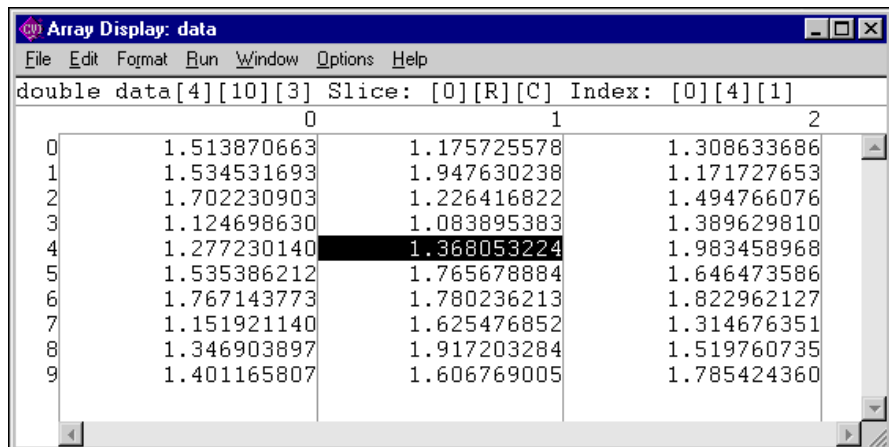 CVI Array Display: data
File Edit Format Run Window Options Help
double data[4][10][3] Slice: [0][R][C] Index: [0][4][1]
0 1 2
0 1.513870663 1.175725578 1.308633686
1 1.534531693 1.947630238 1.171727653
2 1.702230903 1.226416822 1.494766076
3 1.124698630 1.083895383 1.389629810
4 1.277230140 1.368053224 1.983458968
5 1.535386212 1.765678884 1.646473586
6 1.767143773 1.780236213 1.822962127
7 1.151921140 1.625476852 1.314676351
8 1.346903897 1.917203284 1.519760735
9 1.401165807 1.606769005 1.785424360